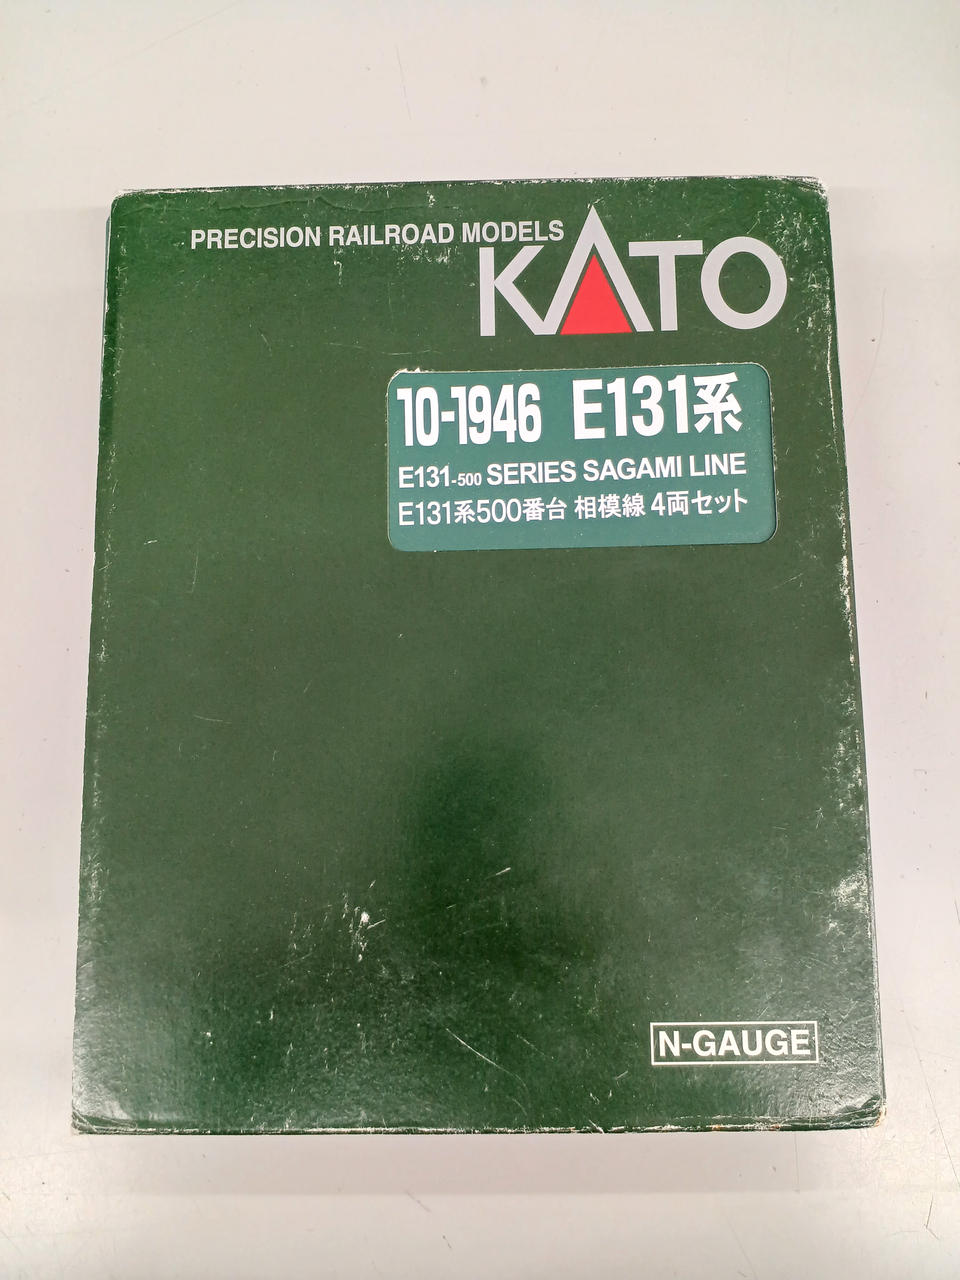 PRECISION RAILROAD MODELS
KATO
10-1946 E131系
E131-500 SERIES SAGAMI LINE
E131系500番台 相模線 4両セット
N-GAUGE